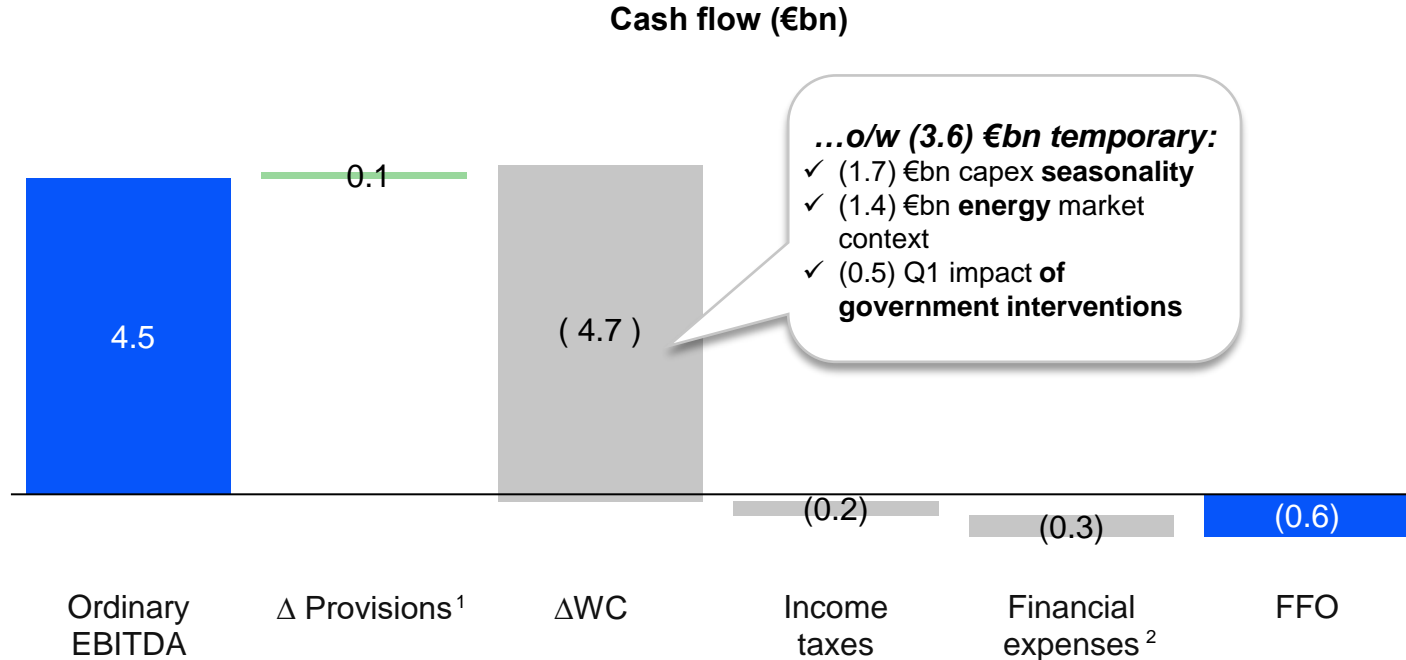 Cash flow (€bn)
…o/w (3.6) €bn temporary:
✓ (1.7) €bn capex seasonality
✓ (1.4) €bn energy market
context
✓ (0.5) Q1 impact of
government interventions
4.5
0.1
( 4.7 )
(0.2)
(0.3)
(0.6)
Ordinary
EBITDA
Δ Provisions ¹
ΔWC
Income
taxes
Financial
expenses ²
FFO